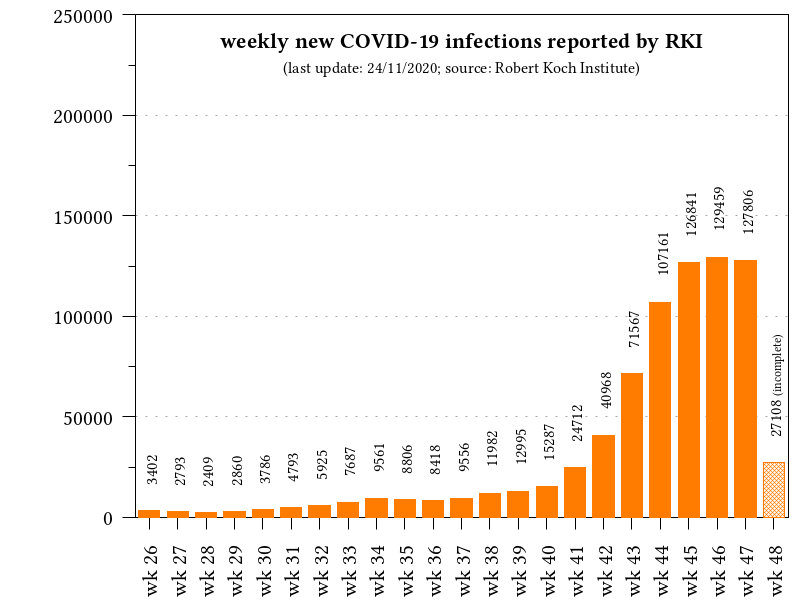 weekly new COVID-19 infections reported by RKI
(last update: 24/11/2020; source: Robert Koch Institute)
250000
200000
150000
100000
50000
0
3402
2793
2409
2860
3786
4793
5925
7687
9561
8806
8418
9556
11982
12995
15287
24712
40968
71567
107161
126841
129459
127806
27108 (incomplete)
wk 26
wk 27
wk 28
wk 29
wk 30
wk 31
wk 32
wk 33
wk 34
wk 35
wk 36
wk 37
wk 38
wk 39
wk 40
wk 41
wk 42
wk 43
wk 44
wk 45
wk 46
wk 47
wk 48